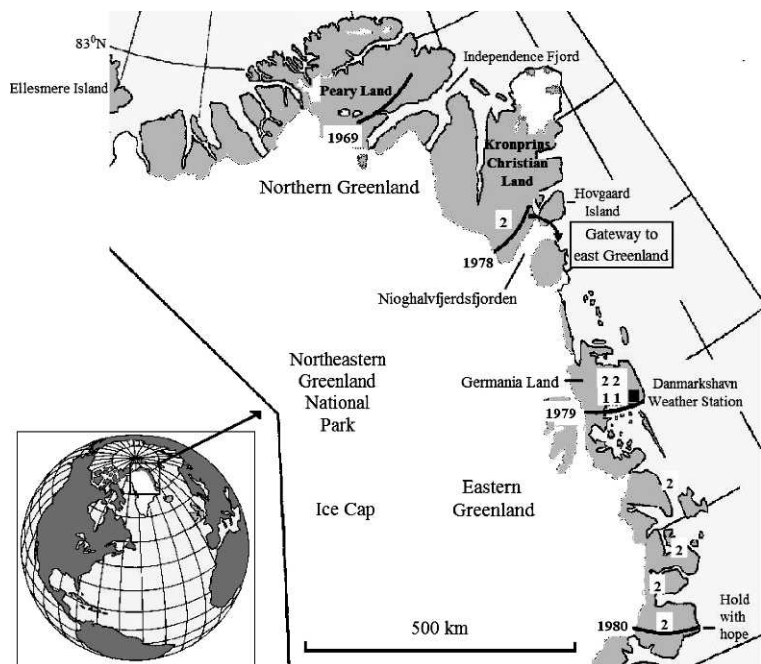 83⁰N
Ellesmere Island
Peary Land
Independence Fjord
1969
Kronprins
Christian
Land
Northern Greenland
2
Hovgaard
Island
Gateway to
east Greenland
1978
Nioghalvfjerdsfjorden
Northeastern
Greenland
National
Park
Germania Land
2 2
1 1
Danmarkshavn
Weather Station
1979
Ice Cap
Eastern
Greenland
2
2
2
1980
2
Hold
with
hope
500 km